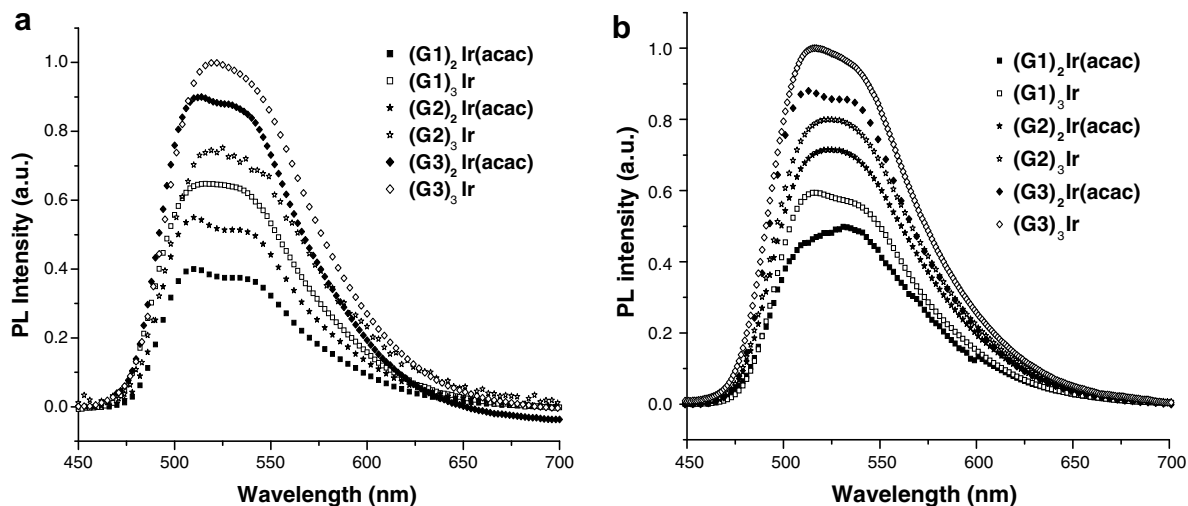 a
(G1)2 Ir(acac)
(G1)3 Ir
(G2)2 Ir(acac)
(G2)3 Ir
(G3)2 Ir(acac)
(G3)3 Ir
PL Intensity (a.u.)
1.0
0.8
0.6
0.4
0.2
0.0
450 500 550 600 650 700
Wavelength (nm)
b
(G1)2Ir(acac)
(G1)3Ir
(G2)2Ir(acac)
(G2)3Ir
(G3)2Ir(acac)
(G3)3Ir
PL intensity (a.u.)
1.0
0.8
0.6
0.4
0.2
0.0
450 500 550 600 650 700
Wavelength (nm)